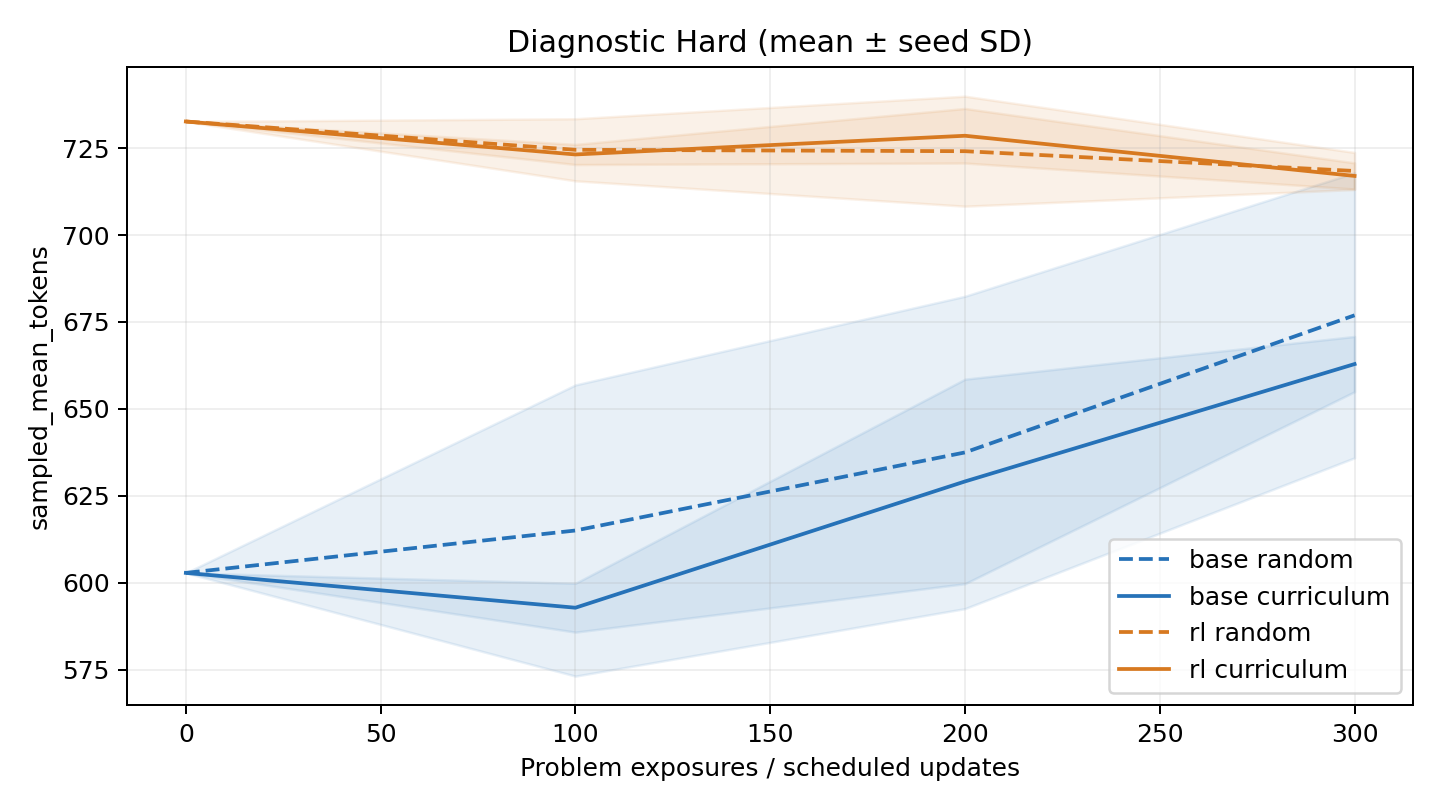 Diagnostic Hard (mean ± seed SD)
sampled_mean_tokens
725
700
675
650
625
600
575
0 50 100 150 200 250 300
Problem exposures / scheduled updates
base random
base curriculum
rl random
rl curriculum